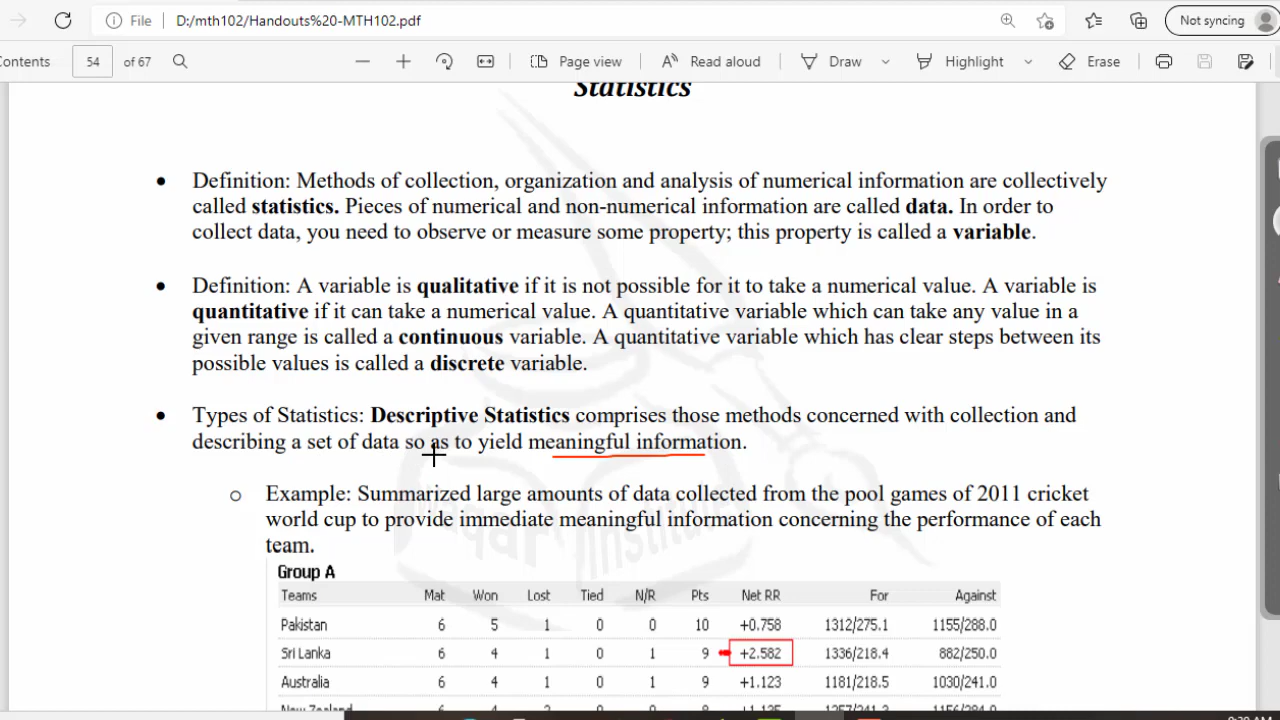 File D:/mth102/Handouts%20-MTH102.pdf Not syncing
ontents 54 of 67 Page view Read aloud Draw Highlight Erase
Statistics
• Definition: Methods of collection, organization and analysis of numerical information are collectively
called statistics. Pieces of numerical and non-numerical information are called data. In order to
collect data, you need to observe or measure some property; this property is called a variable.
• Definition: A variable is qualitative if it is not possible for it to take a numerical value. A variable is
quantitative if it can take a numerical value. A quantitative variable which can take any value in a
given range is called a continuous variable. A quantitative variable which has clear steps between its
possible values is called a discrete variable.
• Types of Statistics: Descriptive Statistics comprises those methods concerned with collection and
describing a set of data so as to yield meaningful information.
o Example: Summarized large amounts of data collected from the pool games of 2011 cricket
world cup to provide immediate meaningful information concerning the performance of each
team.
Waqar Institute
Group A
Teams Mat Won Lost Tied N/R Pts Net RR For Against
Pakistan 6 5 1 0 0 10 +0.758 1312/275.1 1155/288.0
Sri Lanka 6 4 1 0 1 9 +2.582 1336/218.4 882/250.0
Australia 6 4 1 0 1 9 +1.123 1181/218.5 1030/241.0
New Zealand 6 4